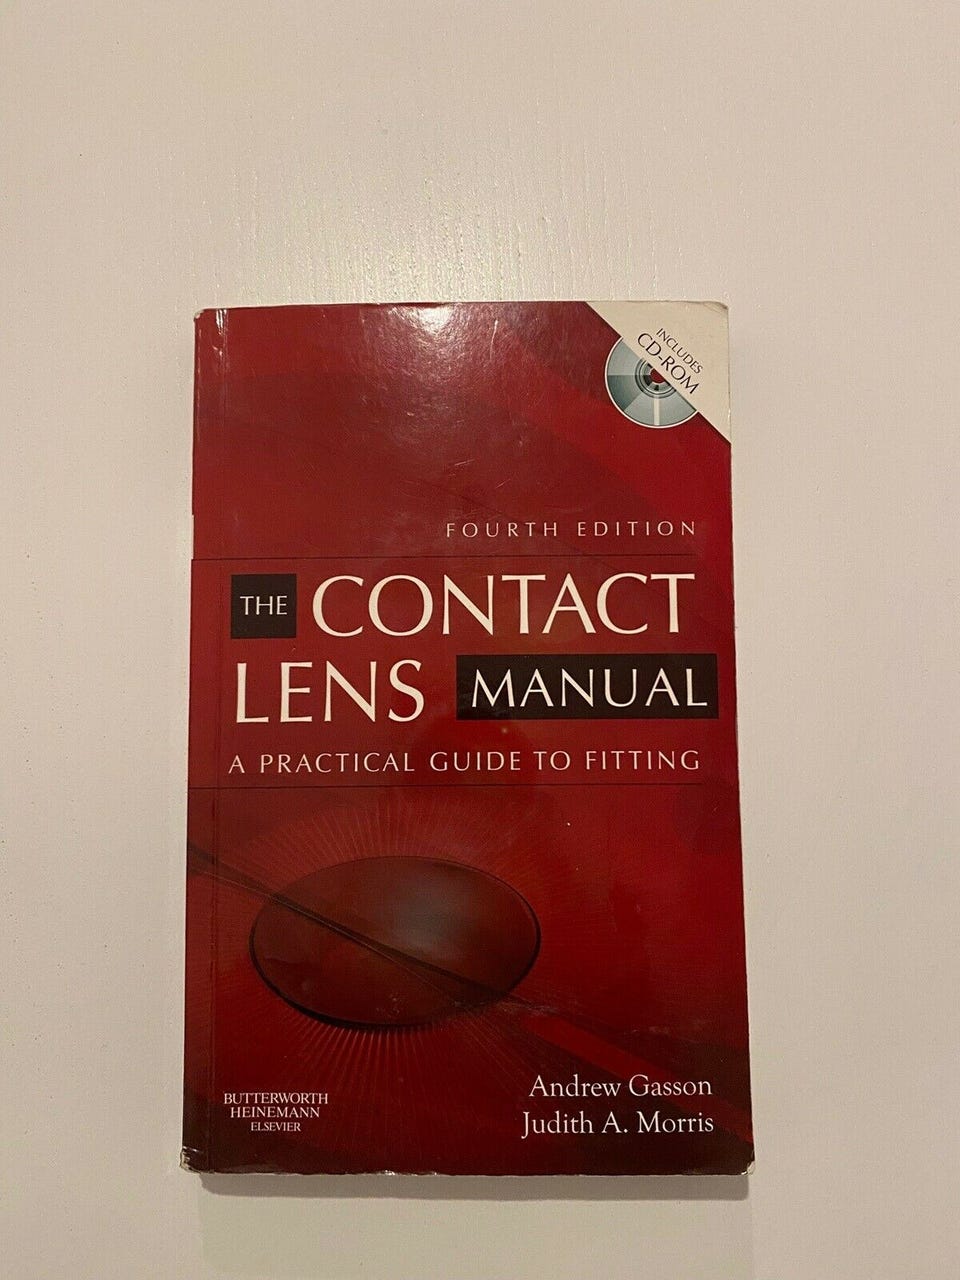 INCLUDES
CD-ROM
FOURTH EDITION
THE CONTACT
LENS MANUAL
A PRACTICAL GUIDE TO FITTING
Andrew Gasson
Judith A. Morris
BUTTERWORTH
HEINEMANN
ELSEVIER